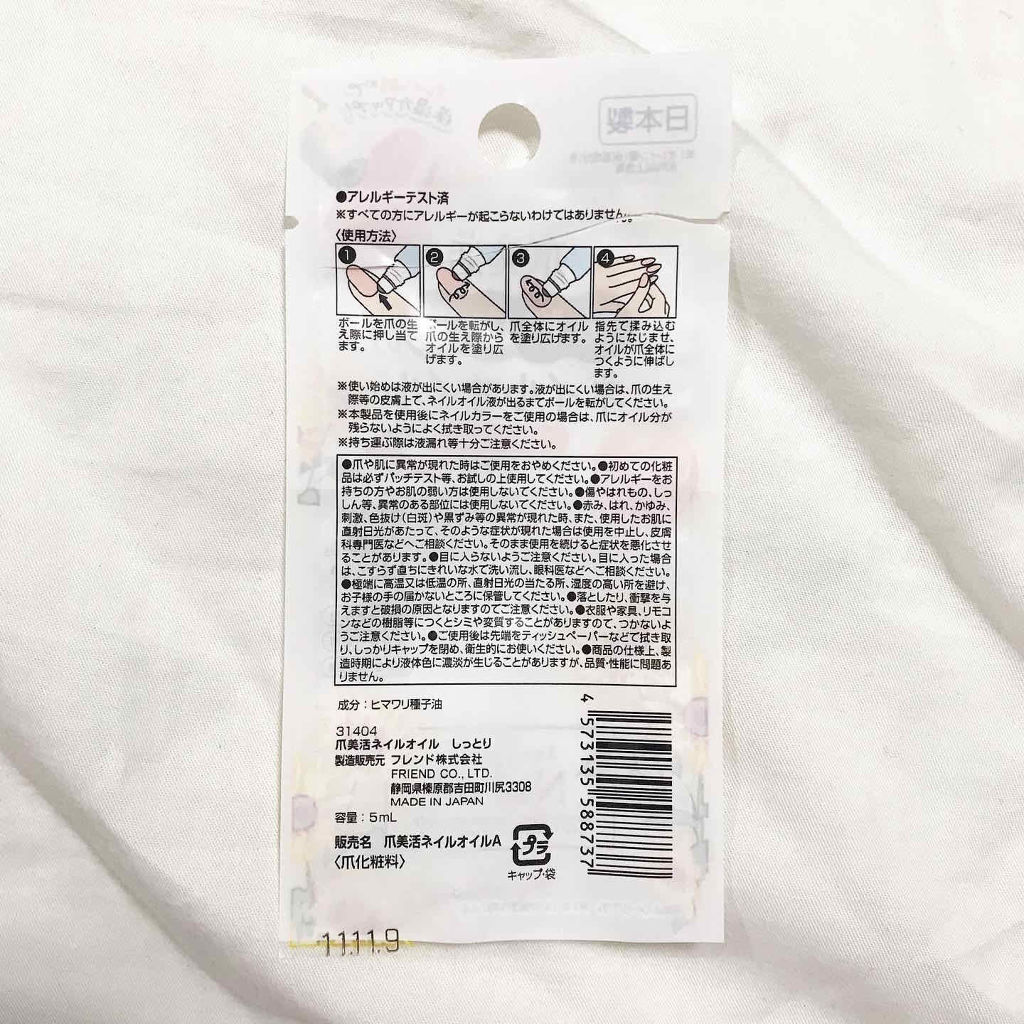 日本製
●アレルギーテスト済
※すべての方にアレルギーが起こらないわけではありません。
〈使用方法〉
1 2 3 4
ボールを爪の生え際に押し当てます。
ボールを転がし、爪の生え際からオイルを塗り広げます。
爪全体にオイルを塗り広げます。
指先で揉み込むようになじませ、オイルが爪全体につくように伸ばします。
※使い始めは液が出にくい場合があります。液が出にくい場合は、爪の生え
際等の皮膚上で、ネイルオイル液が出るまでボールを転がしてください。
※本製品を使用後にネイルカラーをご使用の場合は、爪にオイル分が
残らないようによく拭き取ってください。
※持ち運ぶ際は液漏れ等十分ご注意ください。
●爪や肌に異常が現れた時はご使用をおやめください。●初めての化粧
品は必ずパッチテスト等、お試しの上使用してください。●アレルギーをお
持ちの方やお肌の弱い方は使用しないでください。●傷やはれもの、しっ
しん等、異常のある部位には使用しないでください。●赤み、はれ、かゆみ、
刺激、色抜け(白斑)や黒ずみ等の異常が現れた時、また、使用したお肌に
直射日光があたって、そのような症状が現れた場合は使用を中止し、皮膚
科専門医などへご相談ください。そのまま使用を続けると症状を悪化させ
ることがあります。●目に入らないようご注意ください。目に入った場合
は、こすらず直ちにきれいな水で洗い流し、眼科医などへご相談ください。
●極端に高温又は低温の所、直射日光の当たる所、湿度の高い所を避け、
お子様の手の届かないところに保管してください。●落としたり、衝撃を与
えますと破損の原因となりますのでご注意ください。●衣服や家具、リモコ
ンなどの樹脂等につくとシミや変質することがありますので、つかないよ
うご注意ください。●ご使用後は先端をティッシュペーパーなどで拭き取
り、しっかりキャップを閉め、衛生的にお使いください。●商品の仕様上、製
造時期により液体色に濃淡が生じることがありますが、品質・性能に問題あ
りません。
成分：ヒマワリ種子油
31404
爪美活ネイルオイル しっとり
製造販売元 フレンド株式会社
FRIEND CO., LTD.
静岡県榛原郡吉田町川尻3308
MADE IN JAPAN
容量：5mL
販売名 爪美活ネイルオイルA
〈爪化粧料〉
プラ
キャップ・袋
4 573135 588737
11.11.9